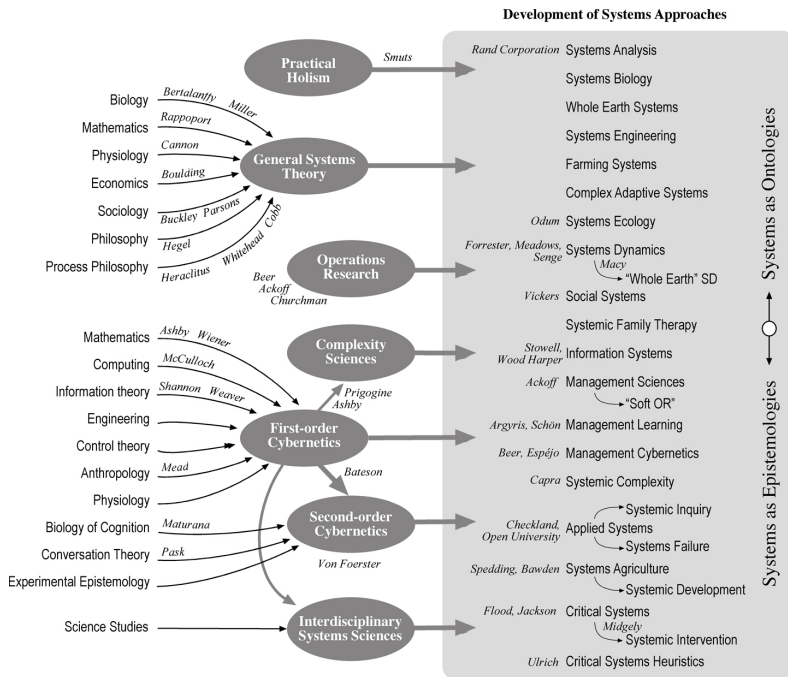 Development of Systems Approaches
Practical
Holism
Smuts
Biology
Bertalanffy Miller
Mathematics
Rappoport
Physiology
Cannon
Economics
Boulding
Sociology
Buckley Parsons
Philosophy
Hegel
Process Philosophy
Heraclitus Whitehead Cobb
General Systems
Theory
Operations
Research
Beer
Ackoff
Churchman
Mathematics
Ashby Wiener
Computing
McCulloch
Information theory
Shannon Weaver
Engineering
Control theory
Anthropology
Mead
Physiology
Complexity
Sciences
Prigogine
Ashby
First-order
Cybernetics
Bateson
Biology of Cognition
Maturana
Conversation Theory
Pask
Experimental Epistemology
Second-order
Cybernetics
Von Foerster
Science Studies
Interdisciplinary
Systems Sciences
Rand Corporation Systems Analysis
Systems Biology
Whole Earth Systems
Systems Engineering
Farming Systems
Complex Adaptive Systems
Odum Systems Ecology
Forrester, Meadows,
Senge
Systems Dynamics
Macy
“Whole Earth” SD
Vickers Social Systems
Systemic Family Therapy
Stowell,
Wood Harper
Information Systems
Ackoff Management Sciences
“Soft OR”
Argyris, Schön Management Learning
Beer, Espéjo Management Cybernetics
Capra Systemic Complexity
Systemic Inquiry
Checkland,
Open University
Applied Systems
Systems Failure
Spedding, Bawden Systems Agriculture
Systemic Development
Flood, Jackson Critical Systems
Midgely
Systemic Intervention
Ulrich Critical Systems Heuristics
Systems as Ontologies
Systems as Epistemologies